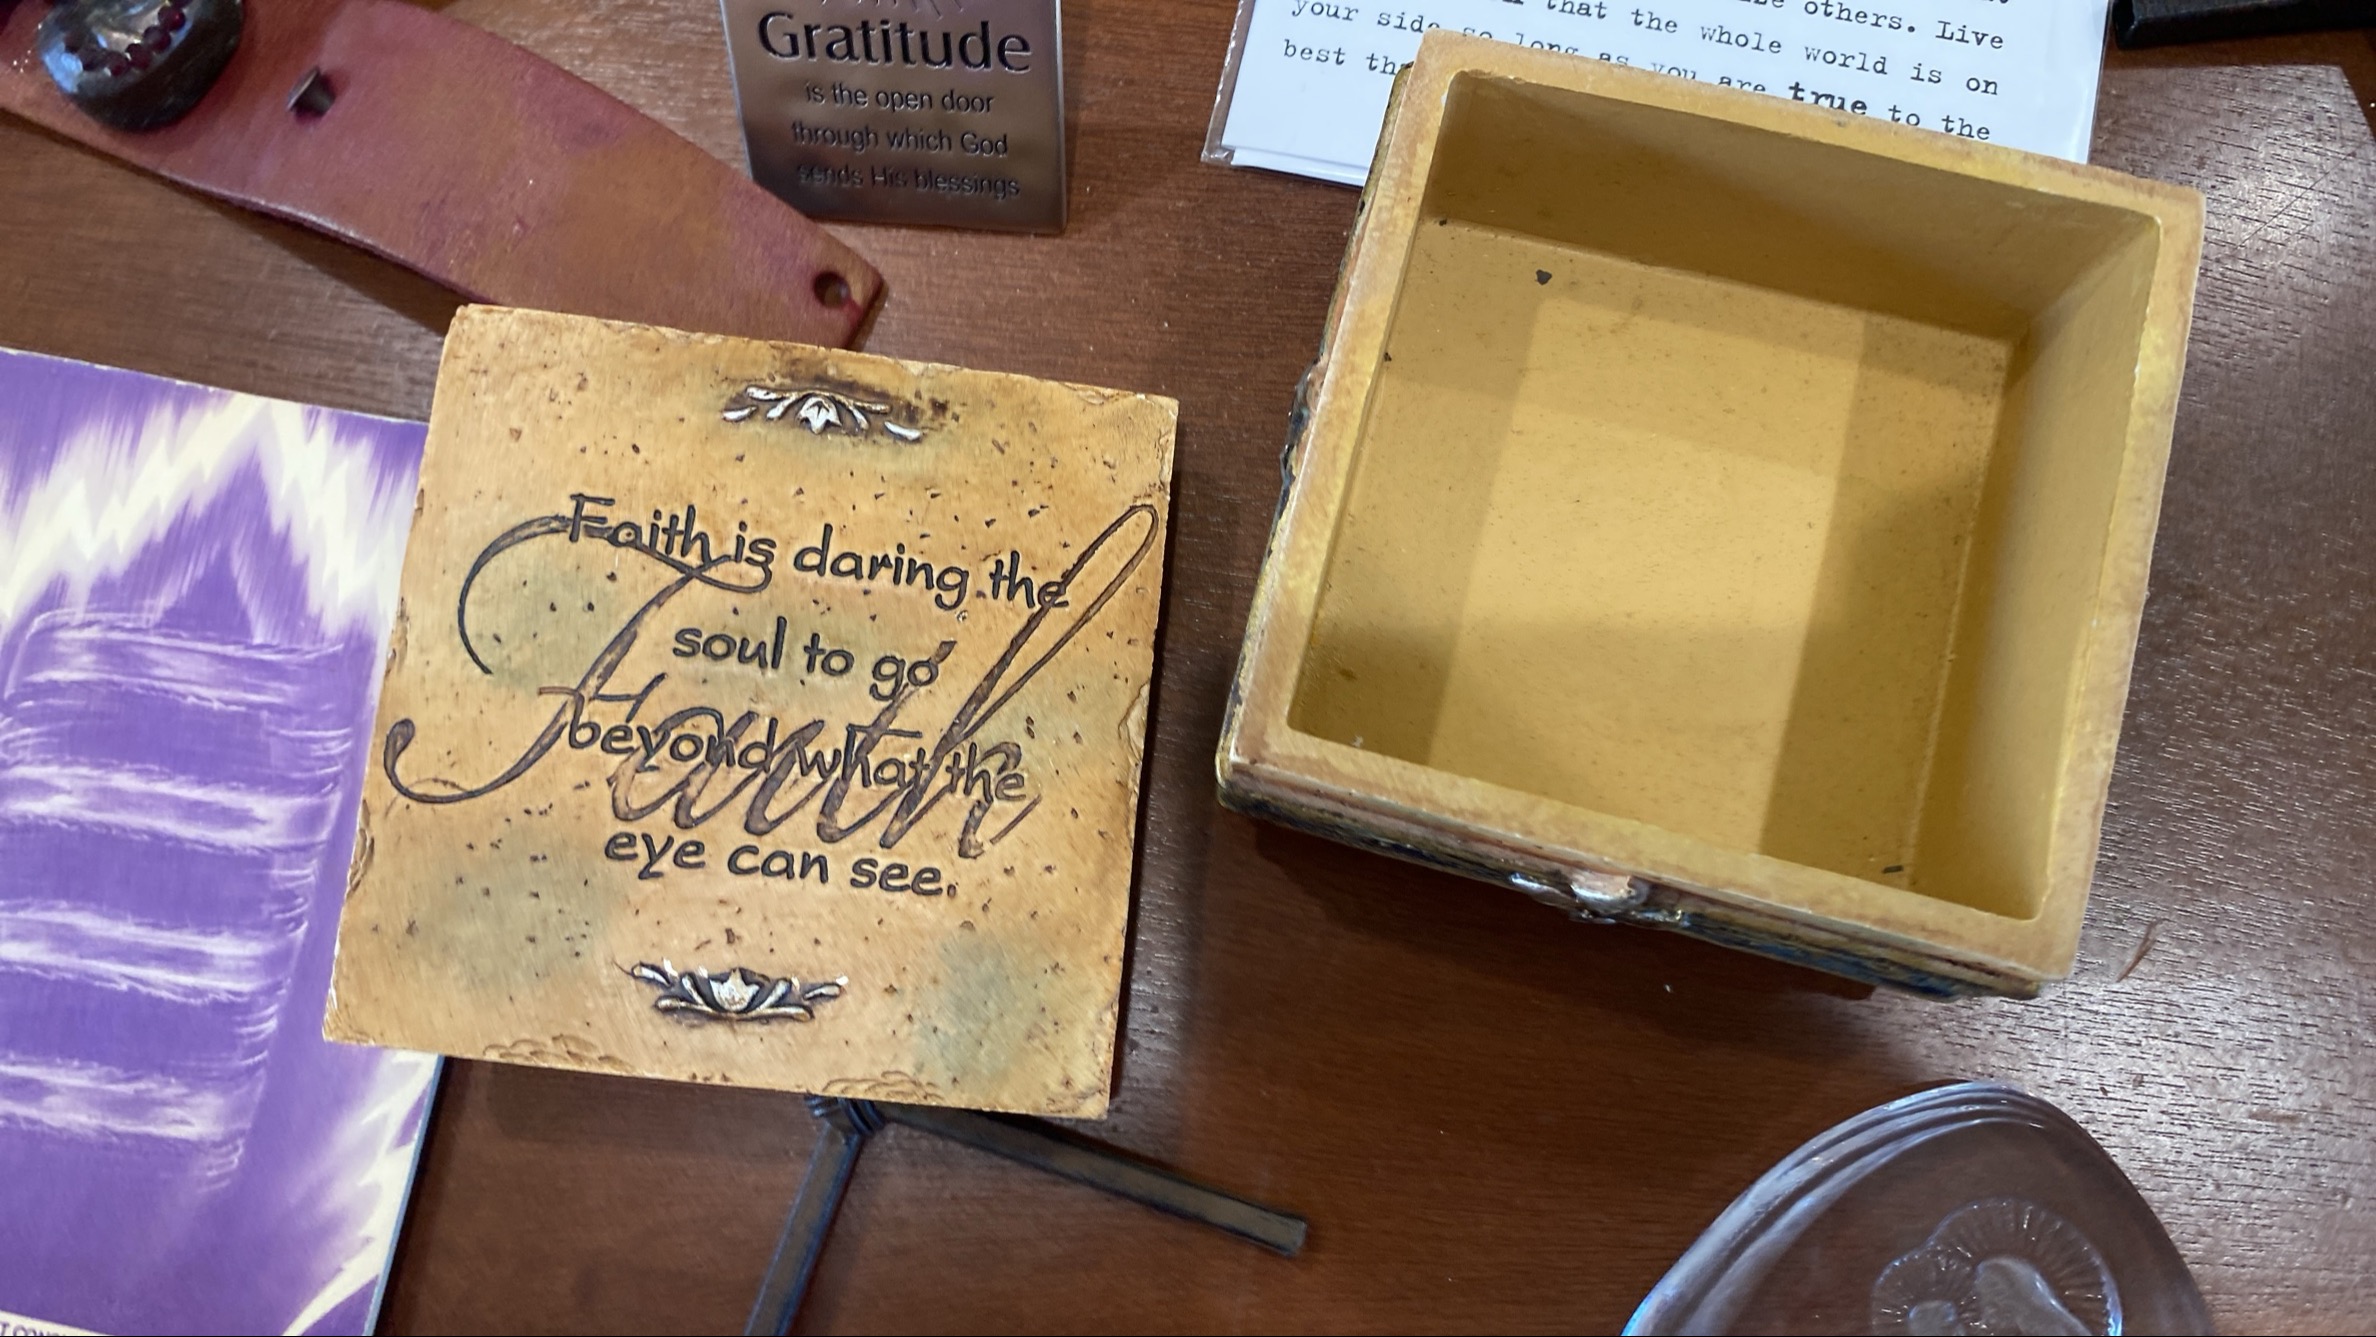 Gratitude
is the open door
through which God
sends His blessings
others. Live
your side so long as you are true to the
that the whole world is on
best
Faith is daring the
soul to go
beyond what the
eye can see.
Faith